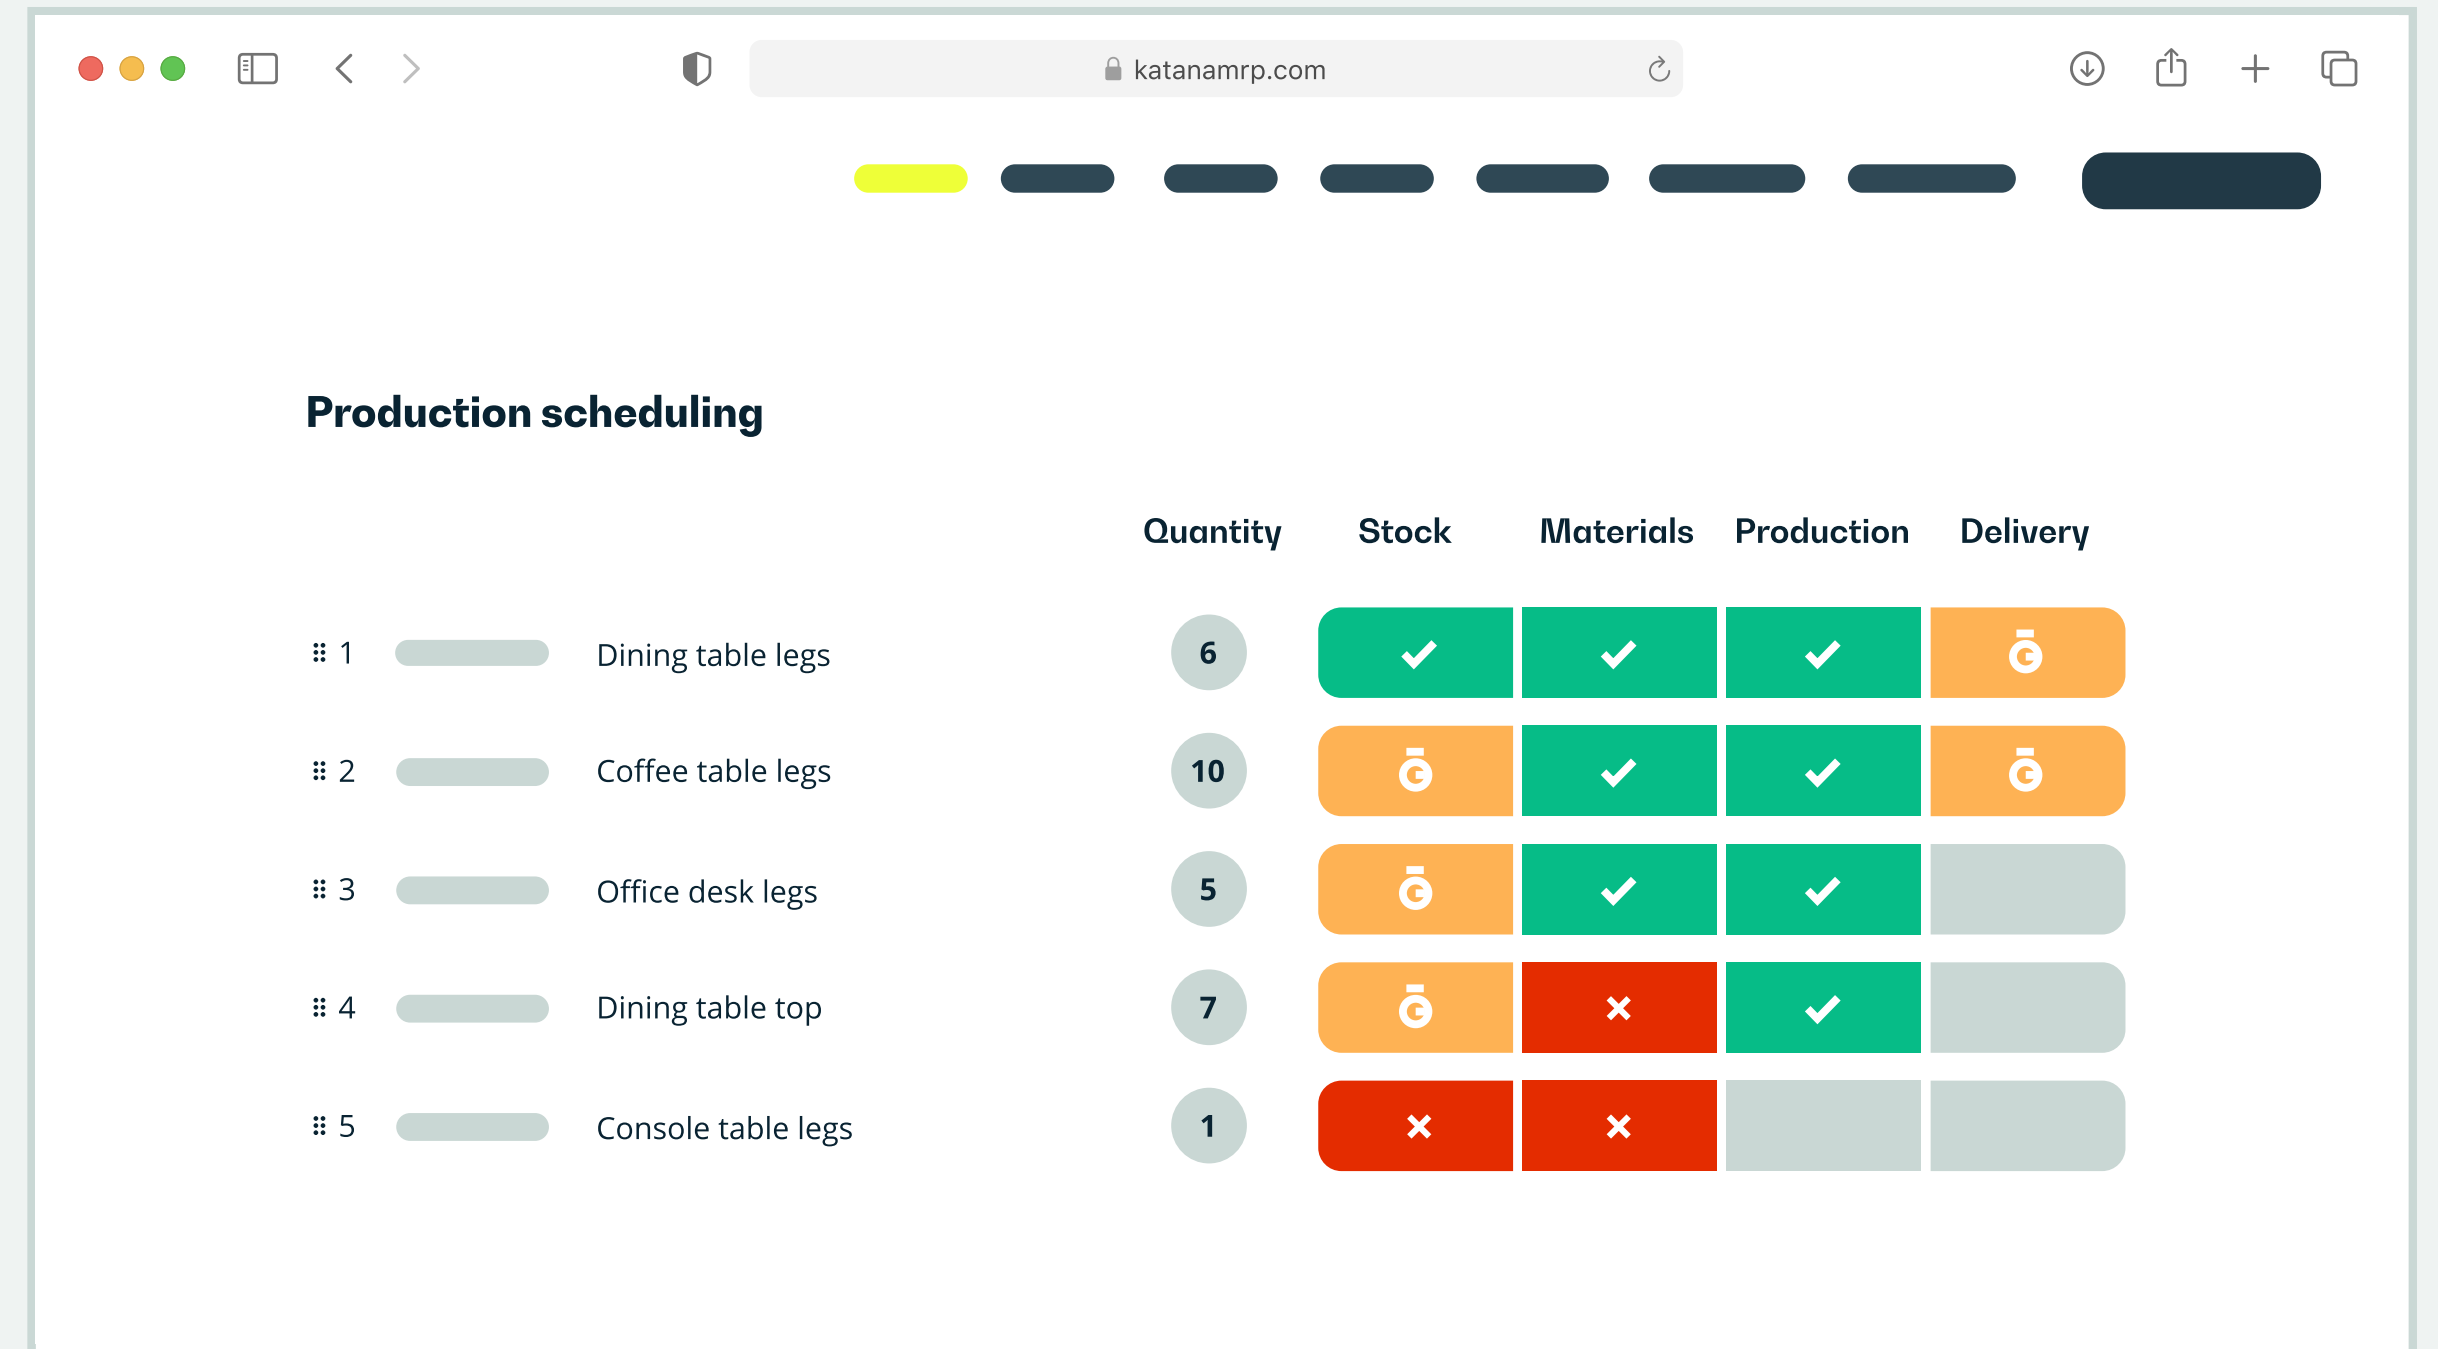 katanamrp.com
Production scheduling
Quantity Stock Materials Production Delivery
1 Dining table legs 6
2 Coffee table legs 10
3 Office desk legs 5
4 Dining table top 7
5 Console table legs 1